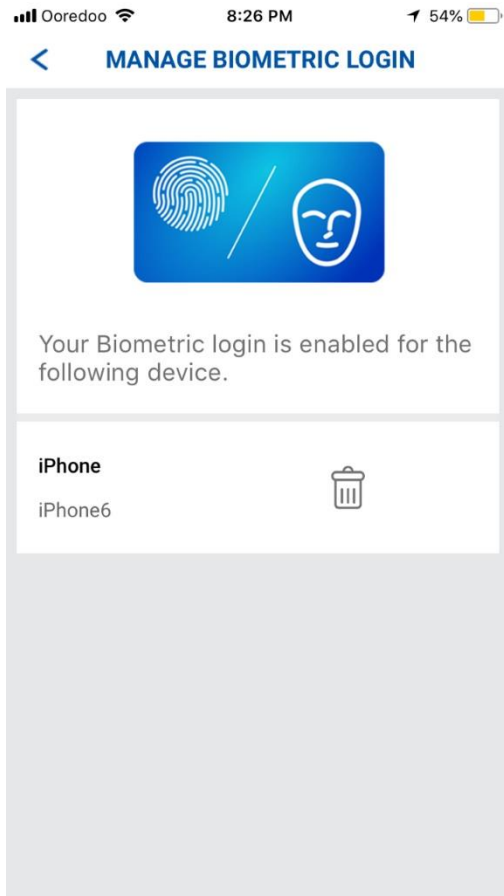 Ooredoo 8:26 PM 54%
MANAGE BIOMETRIC LOGIN
Your Biometric login is enabled for the
following device.
iPhone
iPhone6